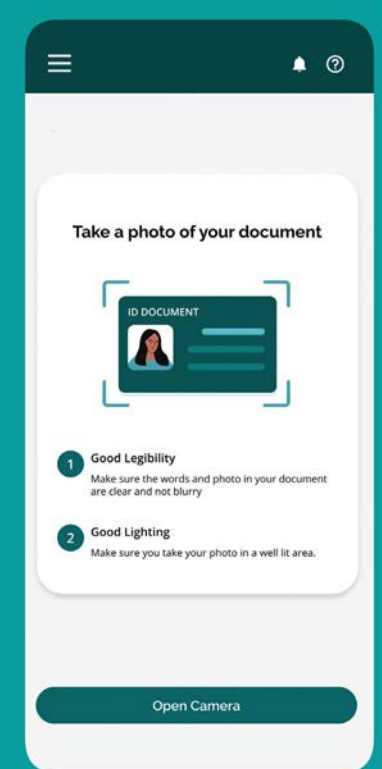 Take a photo of your document
ID DOCUMENT
1
Good Legibility
Make sure the words and photo in your document
are clear and not blurry
2
Good Lighting
Make sure you take your photo in a well lit area.
Open Camera